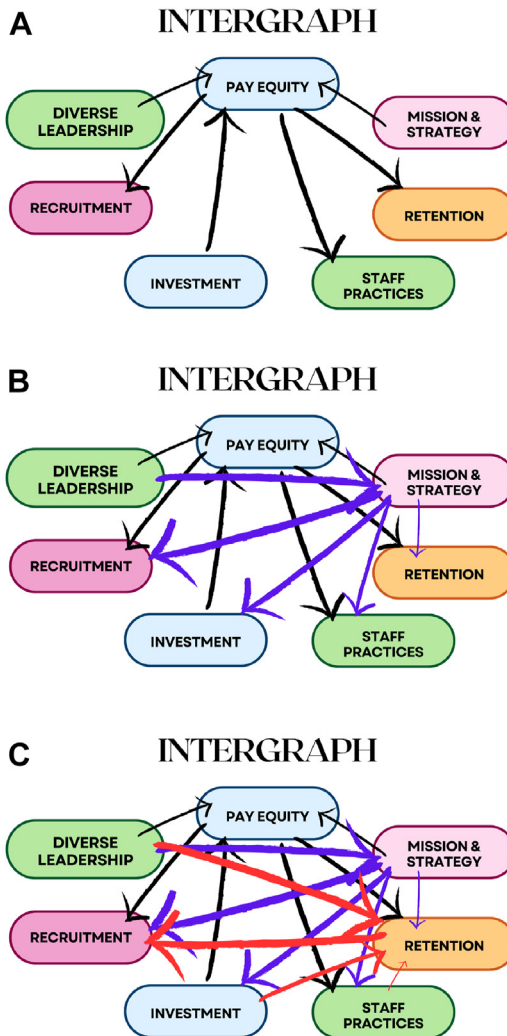 A
INTERGRAPH
PAY EQUITY
DIVERSE
LEADERSHIP
MISSION &
STRATEGY
RECRUITMENT
RETENTION
INVESTMENT
STAFF
PRACTICES
B
INTERGRAPH
PAY EQUITY
DIVERSE
LEADERSHIP
MISSION &
STRATEGY
RECRUITMENT
RETENTION
INVESTMENT
STAFF
PRACTICES
C
INTERGRAPH
PAY EQUITY
DIVERSE
LEADERSHIP
MISSION &
STRATEGY
RECRUITMENT
RETENTION
INVESTMENT
STAFF
PRACTICES